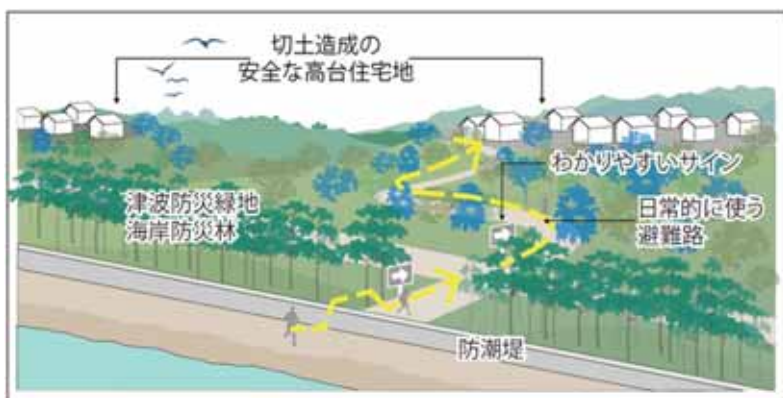 切土造成の
安全な高台住宅地
わかりやすいサイン
津波防災緑地
海岸防災林
日常的に使う
避難路
防潮堤